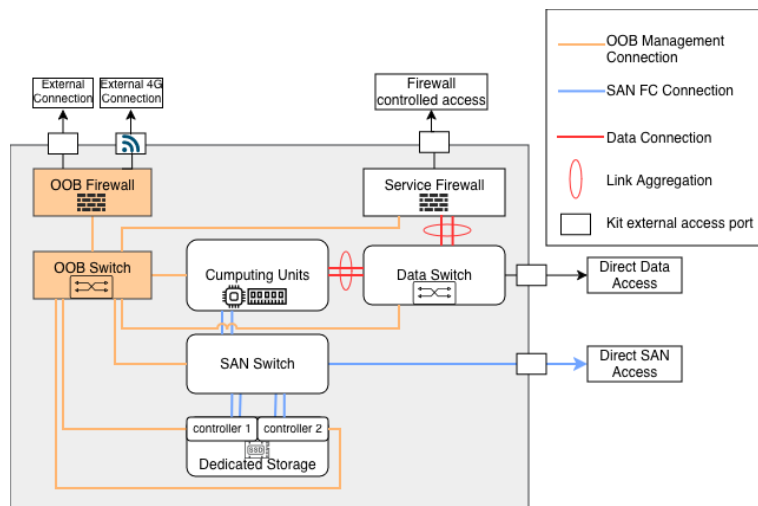 OOB Management
Connection
SAN FC Connection
Data Connection
Link Aggregation
Kit external access port
External
Connection
External 4G
Connection
Firewall
controlled access
OOB Firewall
Service Firewall
OOB Switch
Cumputing Units
Data Switch
Direct Data
Access
SAN Switch
Direct SAN
Access
controller 1
controller 2
SSD
Dedicated Storage